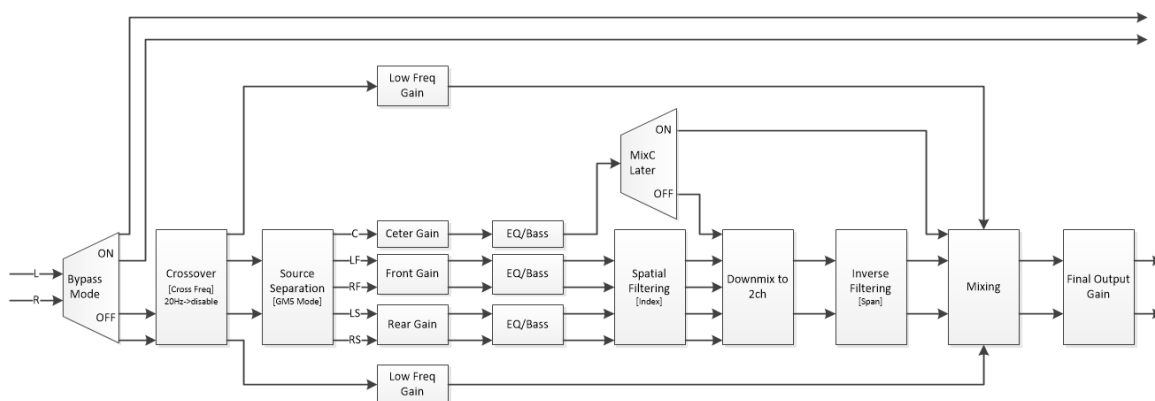 Low Freq
Gain
ON
MixC
Later
OFF
L
R
ON
Bypass
Mode
OFF
Crossover
[Cross Freq]
20Hz->disable
Source
Separation
[GM5 Mode]
C
LF
RF
LS
RS
Ceter Gain
Front Gain
Rear Gain
EQ/Bass
EQ/Bass
EQ/Bass
Spatial
Filtering
[Index]
Downmix to
2ch
Inverse
Filtering
[Span]
Mixing
Final Output
Gain
Low Freq
Gain